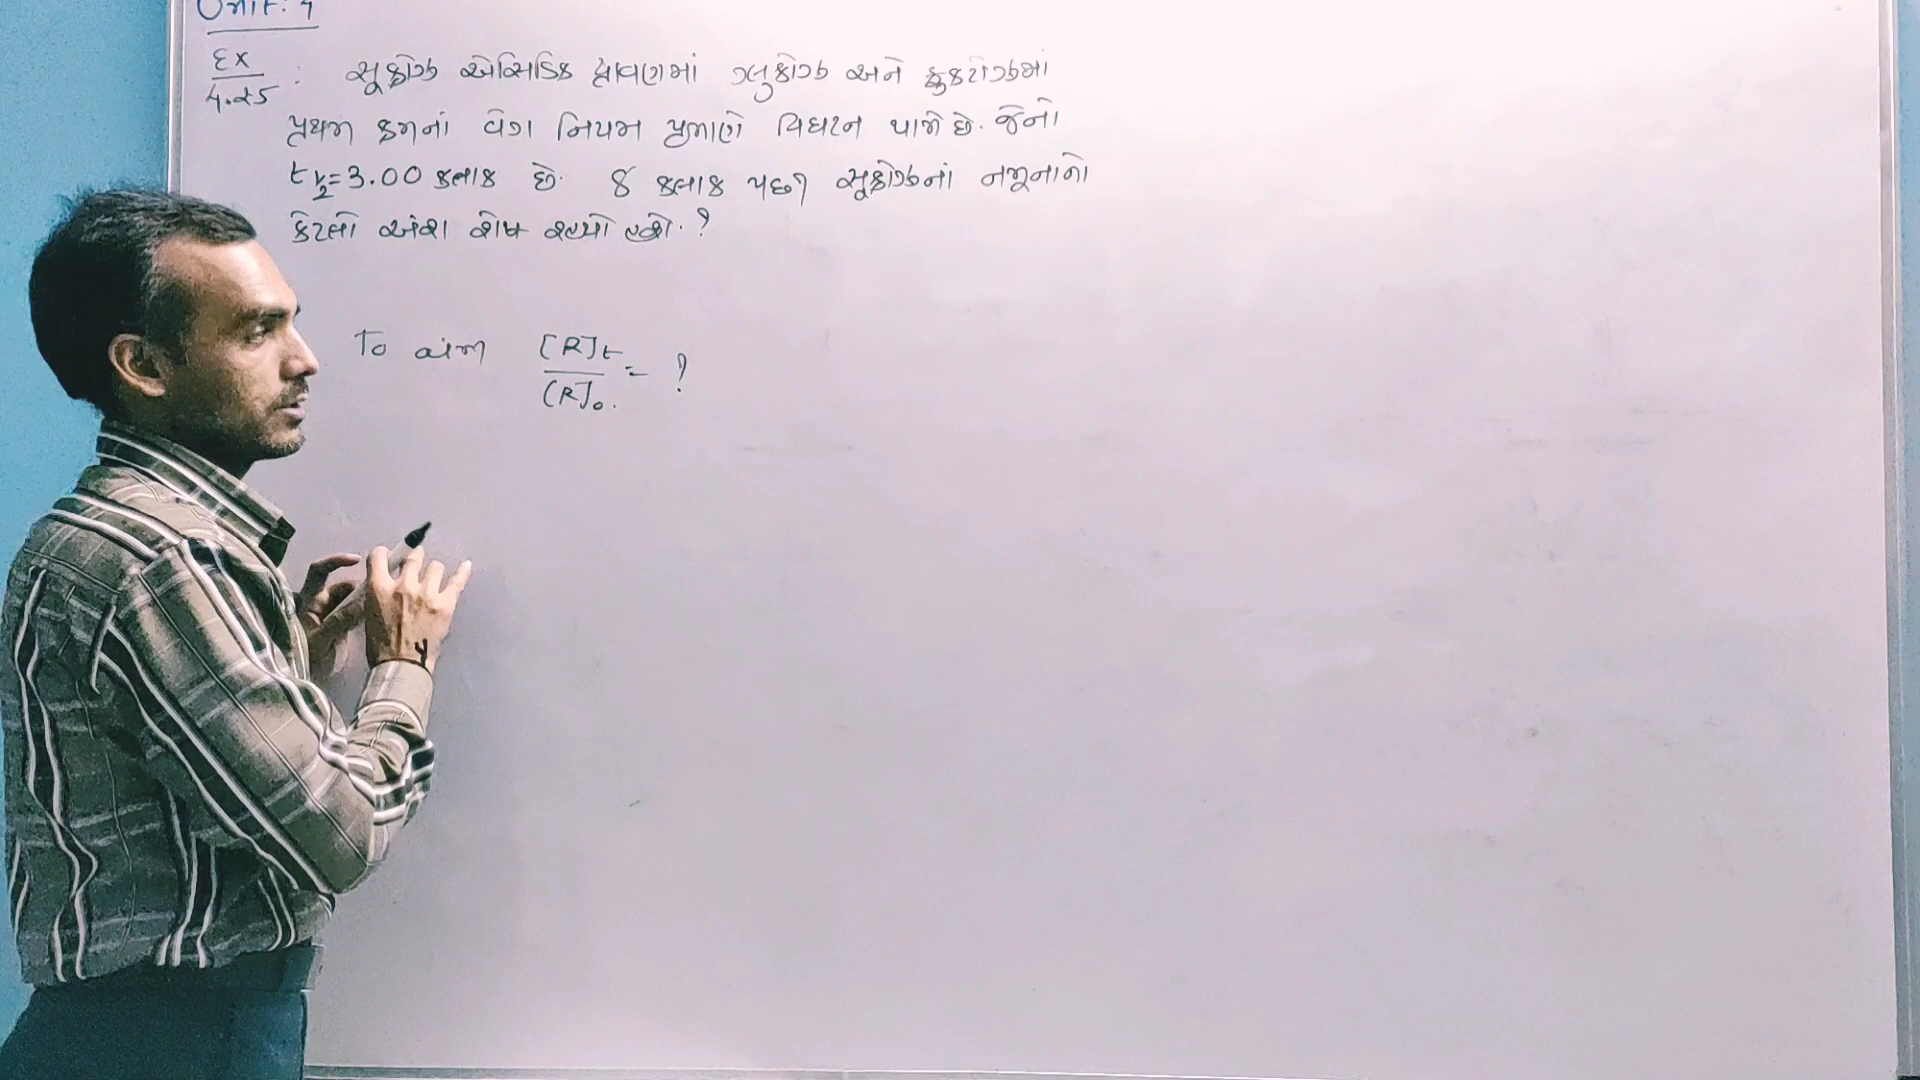 Unit: 4
Ex 4.25 : સૂક્રોઝ એસિડિક દ્રાવણમાં ગ્લુકોઝ અને ફ્રુક્ટોઝમાં
પ્રથમ ક્રમનાં વેગ નિયમ પ્રમાણે વિઘટન પામે છે. જેનો
t½=3.00 કલાક છે. 8 કલાક પછી સૂક્રોઝનાં નમૂનાનો
કેટલો અંશ શેષ રહ્યો હશે.?
To
[R]t
= ?
[R]0.